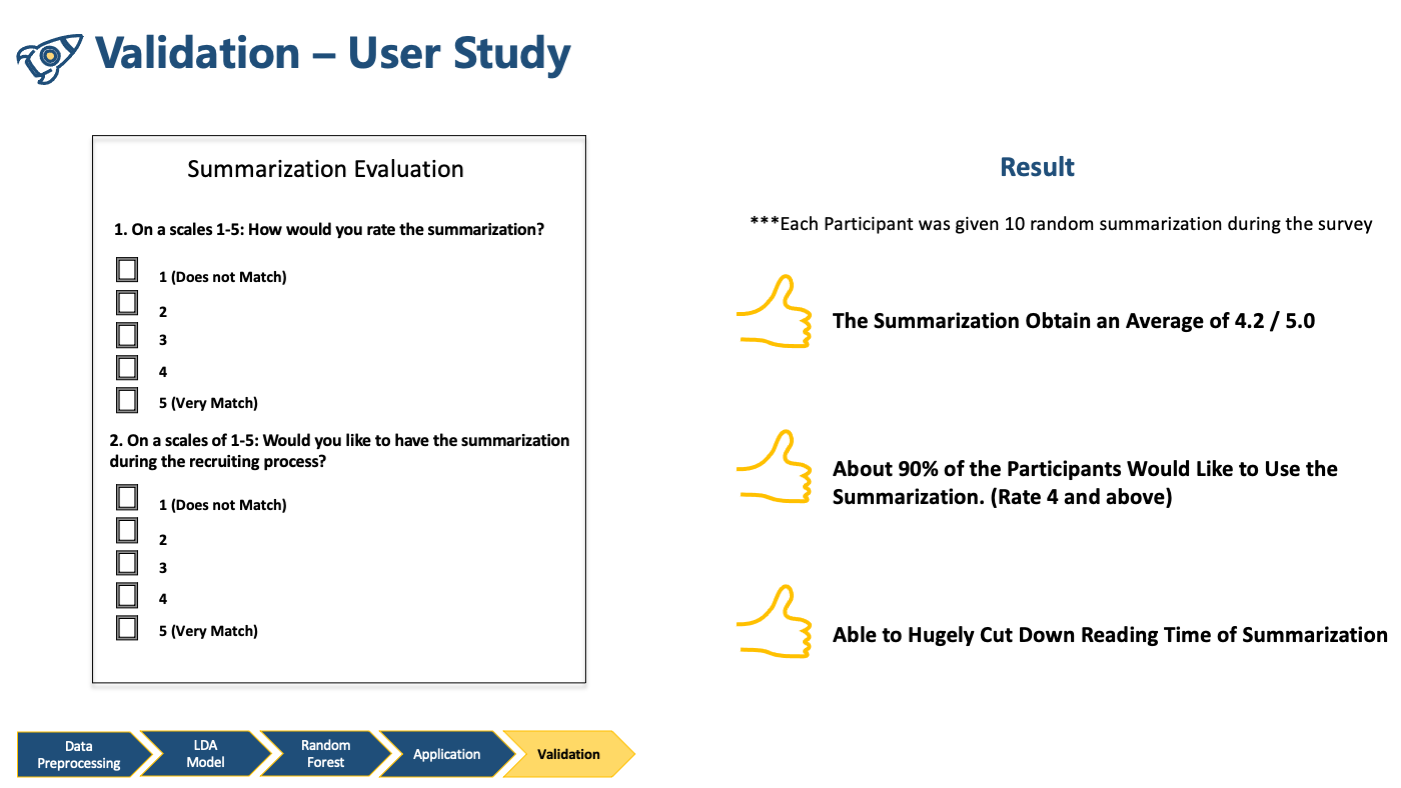 Validation – User Study
Summarization Evaluation
1. On a scales 1-5: How would you rate the summarization?
1 (Does not Match)
2
3
4
5 (Very Match)
2. On a scales of 1-5: Would you like to have the summarization
during the recruiting process?
1 (Does not Match)
2
3
4
5 (Very Match)
Result
***Each Participant was given 10 random summarization during the survey
The Summarization Obtain an Average of 4.2 / 5.0
About 90% of the Participants Would Like to Use the
Summarization. (Rate 4 and above)
Able to Hugely Cut Down Reading Time of Summarization
Data
Preprocessing
LDA
Model
Random
Forest
Application
Validation